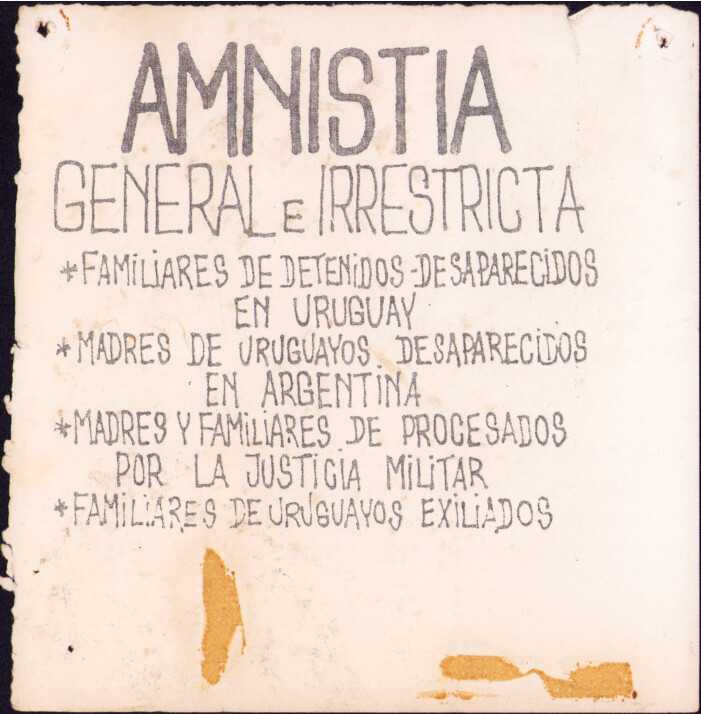 AMNISTIA
GENERAL E IRRESTRICTA
*FAMILIARES DE DETENIDOS-DESAPARECIDOS
EN URUGUAY
*MADRES DE URUGUAYOS DESAPARECIDOS
EN ARGENTINA
*MADRES Y FAMILIARES DE PROCESADOS
POR LA JUSTICIA MILITAR
*FAMILIARES DE URUGUAYOS EXILIADOS